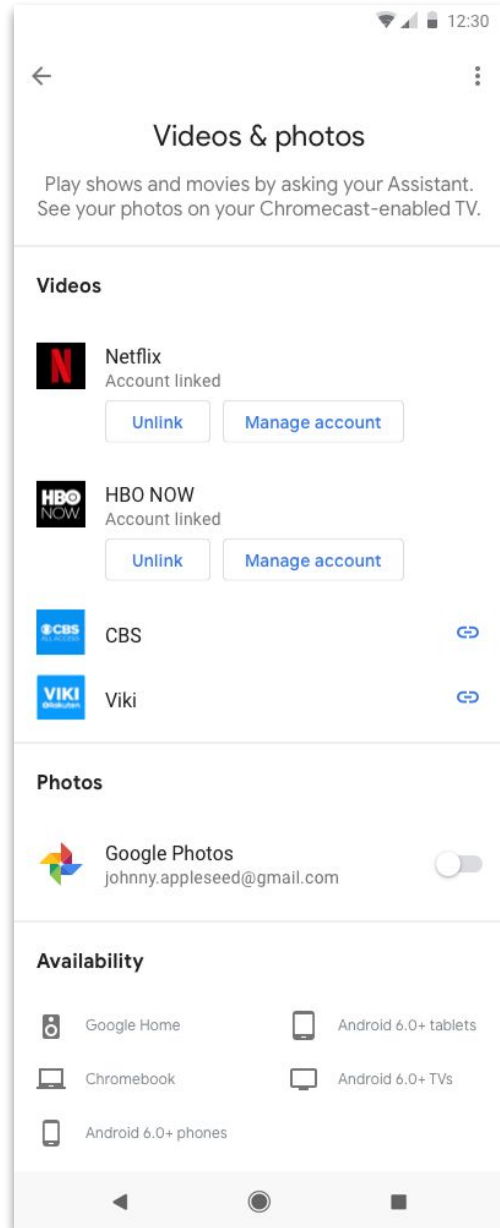 12:30
Videos & photos
Play shows and movies by asking your Assistant.
See your photos on your Chromecast-enabled TV.
Videos
N
Netflix
Account linked
Unlink
Manage account
HBO
NOW
HBO NOW
Account linked
Unlink
Manage account
CBS
ALL ACCESS
CBS
VIKI
Rakuten
Viki
Photos
Google Photos
johnny.appleseed@gmail.com
Availability
Google Home
Android 6.0+ tablets
Chromebook
Android 6.0+ TVs
Android 6.0+ phones